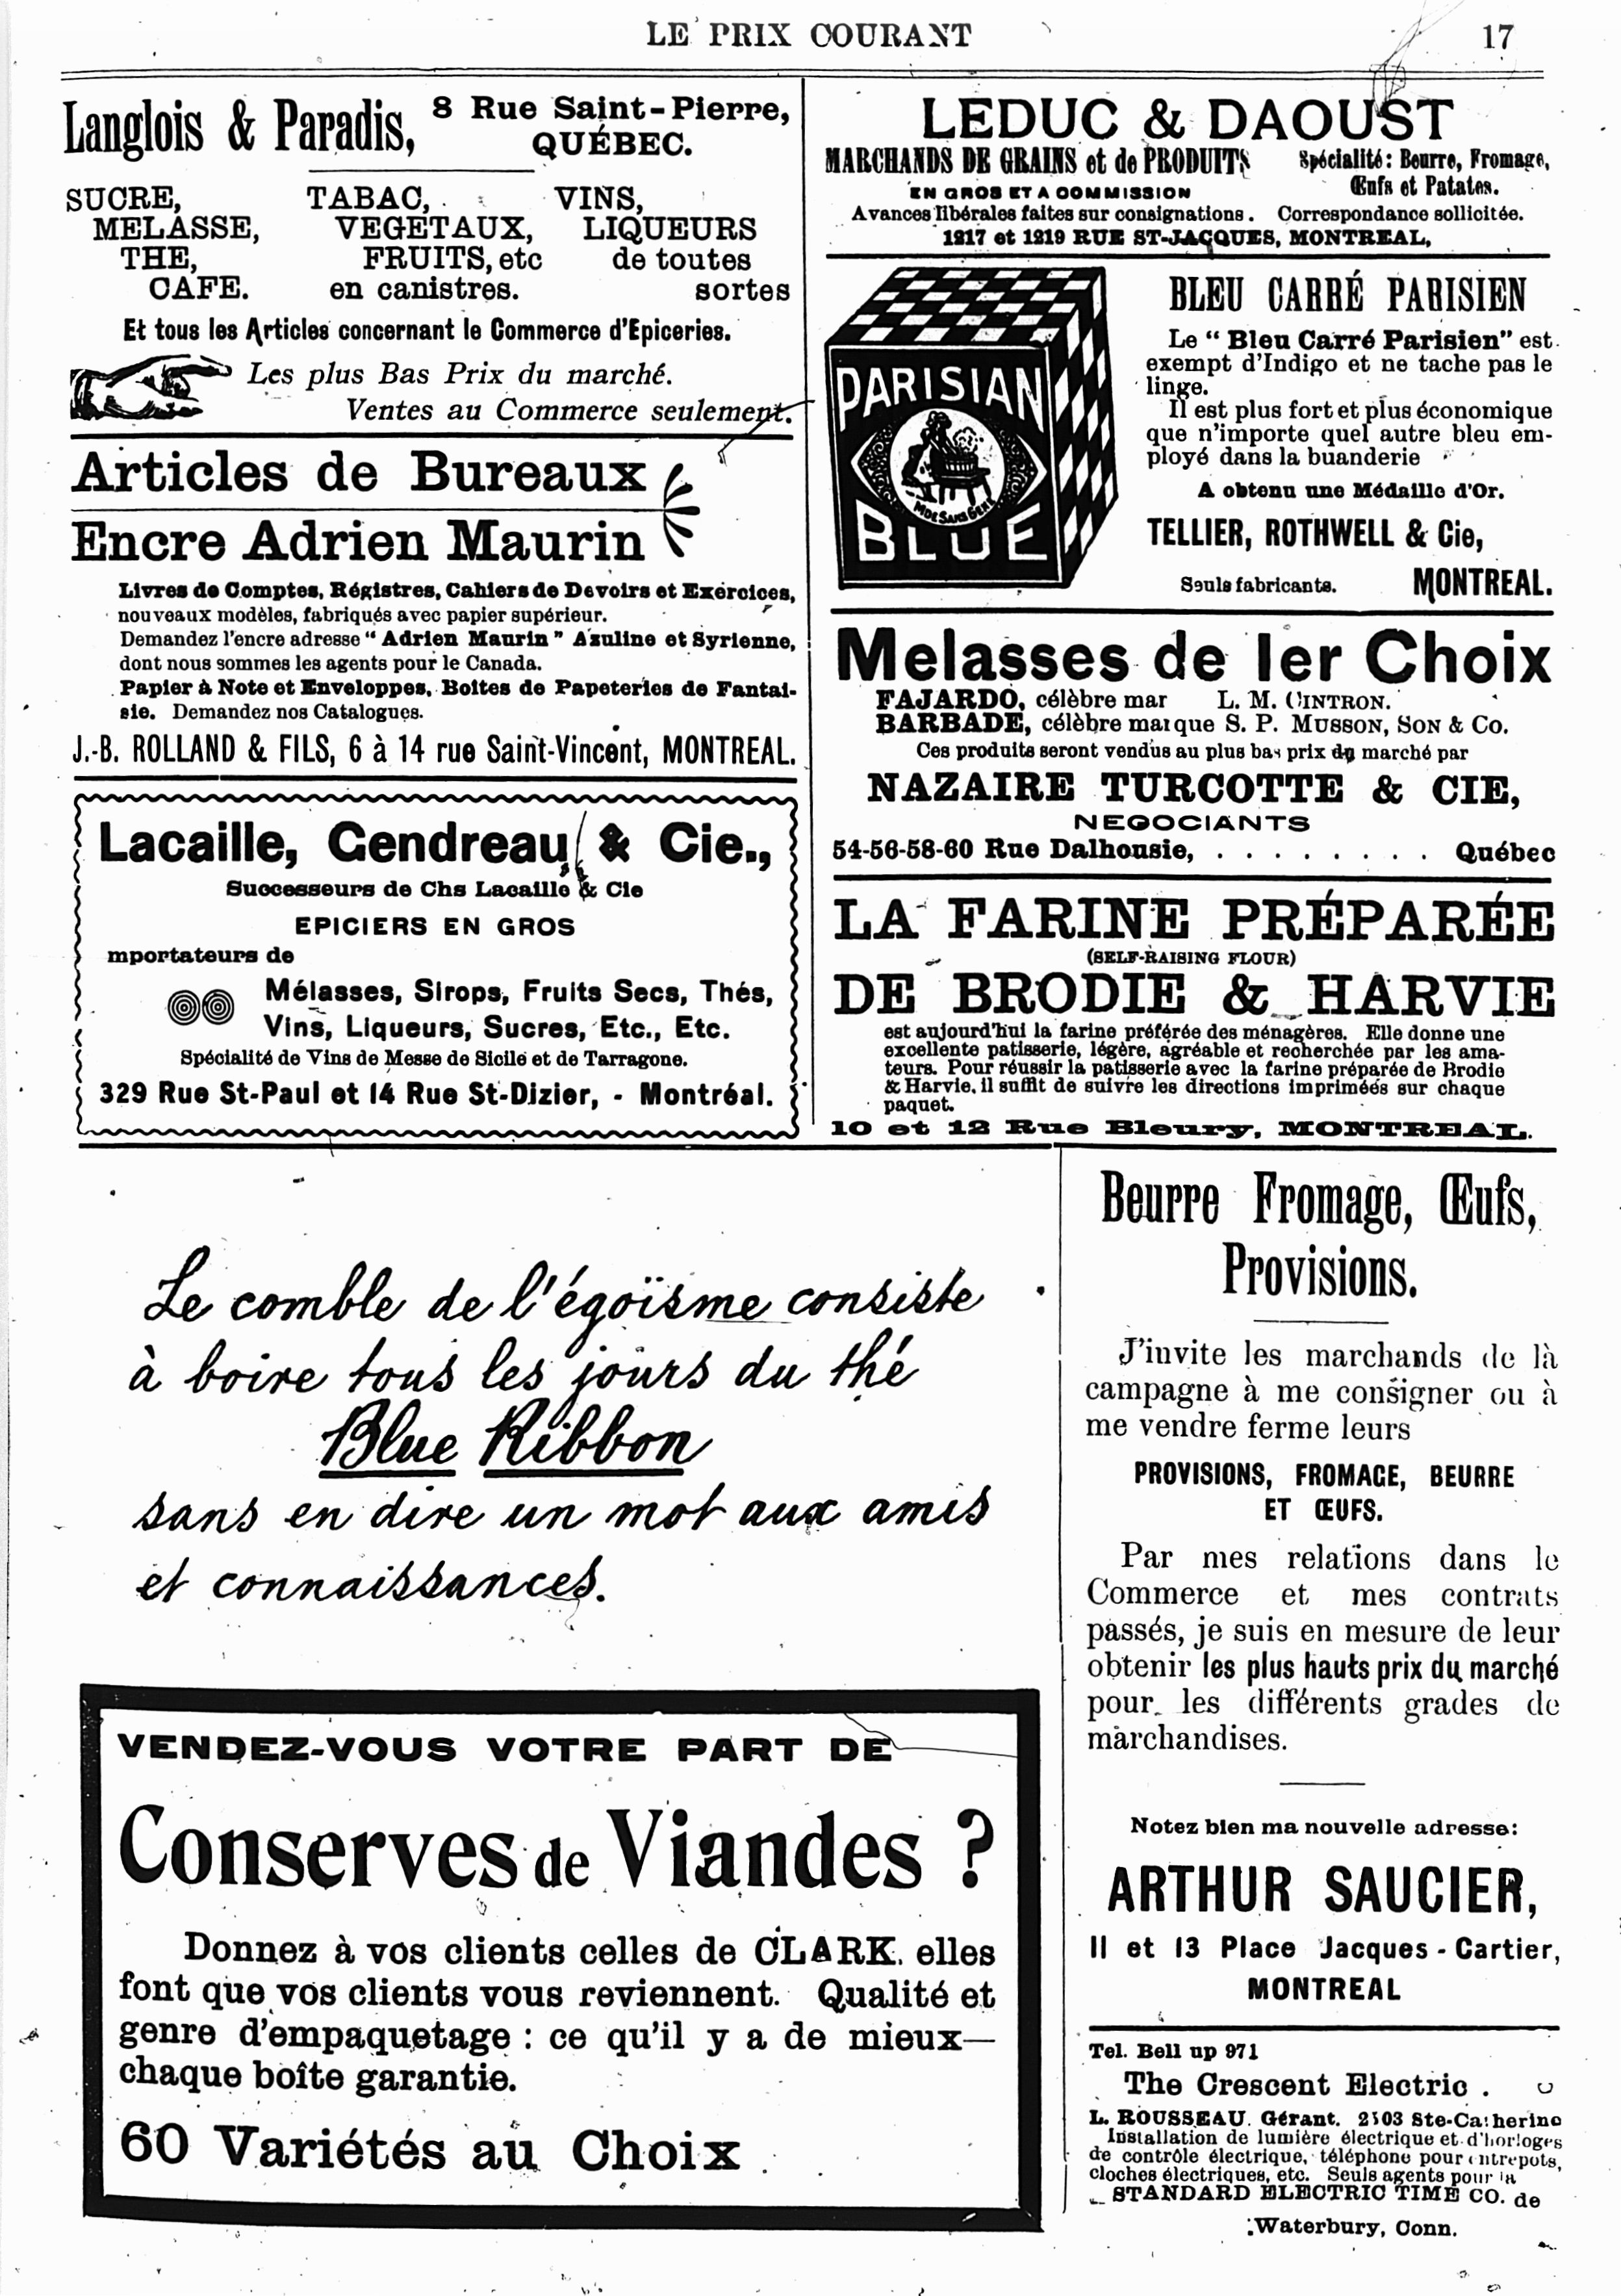 LE PRIX COURANT 17
Langlois & Paradis, 8 Rue Saint-Pierre,
QUÉBEC.
SUCRE, TABAC, VINS,
MELASSE, VEGETAUX, LIQUEURS
THE, FRUITS, etc de toutes
CAFE. en canistres. sortes
Et tous les Articles concernant le Commerce d'Epiceries.
Les plus Bas Prix du marché.
Ventes au Commerce seulement.
Articles de Bureaux
Encre Adrien Maurin
Livres de Comptes, Régistres, Cahiers de Devoirs et Exercices,
nouveaux modèles, fabriqués avec papier supérieur.
Demandez l'encre adresse “ Adrien Maurin ” Azuline et Syrienne,
dont nous sommes les agents pour le Canada.
Papier à Note et Enveloppes, Boites de Papeteries de Fantai-
sie. Demandez nos Catalogues.
J.-B. ROLLAND & FILS, 6 à 14 rue Saint-Vincent, MONTREAL.
Lacaille, Gendreau & Cie.,
Successeurs de Chs Lacaille & Cie
EPICIERS EN GROS
mportateurs de
Mélasses, Sirops, Fruits Secs, Thés,
Vins, Liqueurs, Sucres, Etc., Etc.
Spécialité de Vins de Messe de Sicile et de Tarragone.
329 Rue St-Paul et 14 Rue St-Dizier, - Montréal.
LEDUC & DAOUST
MARCHANDS DE GRAINS et de PRODUITS Spécialité: Beurre, Fromage,
Œufs et Patates.
EN GROS ET A COMMISSION
Avances libérales faites sur consignations. Correspondance sollicitée.
1217 et 1219 RUE ST-JACQUES, MONTREAL,
PARISIAN
MDE SANS GENE
BLUE
BLEU CARRÉ PARISIEN
Le “ Bleu Carré Parisien” est
exempt d'Indigo et ne tache pas le
linge.
Il est plus fort et plus économique
que n'importe quel autre bleu em-
ployé dans la buanderie
A obtenu une Médaille d'Or.
TELLIER, ROTHWELL & Cie,
Seuls fabricants. MONTREAL.
Melasses de 1er Choix
FAJARDO, célèbre mar L. M. CINTRON.
BARBADE, célèbre marque S. P. MUSSON, SON & CO.
Ces produits seront vendus au plus bas prix du marché par
NAZAIRE TURCOTTE & CIE,
NEGOCIANTS
54-56-58-60 Rue Dalhousie, . . . . . . . . Québec
LA FARINE PRÉPARÉE
(SELF-RAISING FLOUR)
DE BRODIE & HARVIE
est aujourd'hui la farine préférée des ménagères. Elle donne une
excellente patisserie, légère, agréable et recherchée par les ama-
teurs. Pour réussir la patisserie avec la farine préparée de Brodie
& Harvie, il suffit de suivre les directions imprimées sur chaque
paquet.
10 et 12 Rue Bleury, MONTREAL.
Le comble de l'égoïsme consiste
à boire tous les jours du thé
Blue Ribbon
sans en dire un mot aux amis
et connaissances.
VENDEZ-VOUS VOTRE PART DE
Conserves de Viandes ?
Donnez à vos clients celles de CLARK. elles
font que vos clients vous reviennent. Qualité et
genre d'empaquetage : ce qu'il y a de mieux—
chaque boîte garantie.
60 Variétés au Choix
Beurre Fromage, Œufs,
Provisions.
J'invite les marchands de là
campagne à me consigner ou à
me vendre ferme leurs
PROVISIONS, FROMAGE, BEURRE
ET ŒUFS.
Par mes relations dans le
Commerce et mes contrats
passés, je suis en mesure de leur
obtenir les plus hauts prix du marché
pour les différents grades de
marchandises.
Notez bien ma nouvelle adresse:
ARTHUR SAUCIER,
11 et 13 Place Jacques - Cartier,
MONTREAL
Tel. Bell up 971
The Crescent Electric .
L. ROUSSEAU. Gérant. 2503 Ste-Catherine
Installation de lumière électrique et d'horloges
de contrôle électrique, téléphone pour entrepots,
cloches électriques, etc. Seuls agents pour la
STANDARD ELECTRIC TIME CO. de
Waterbury, Conn.